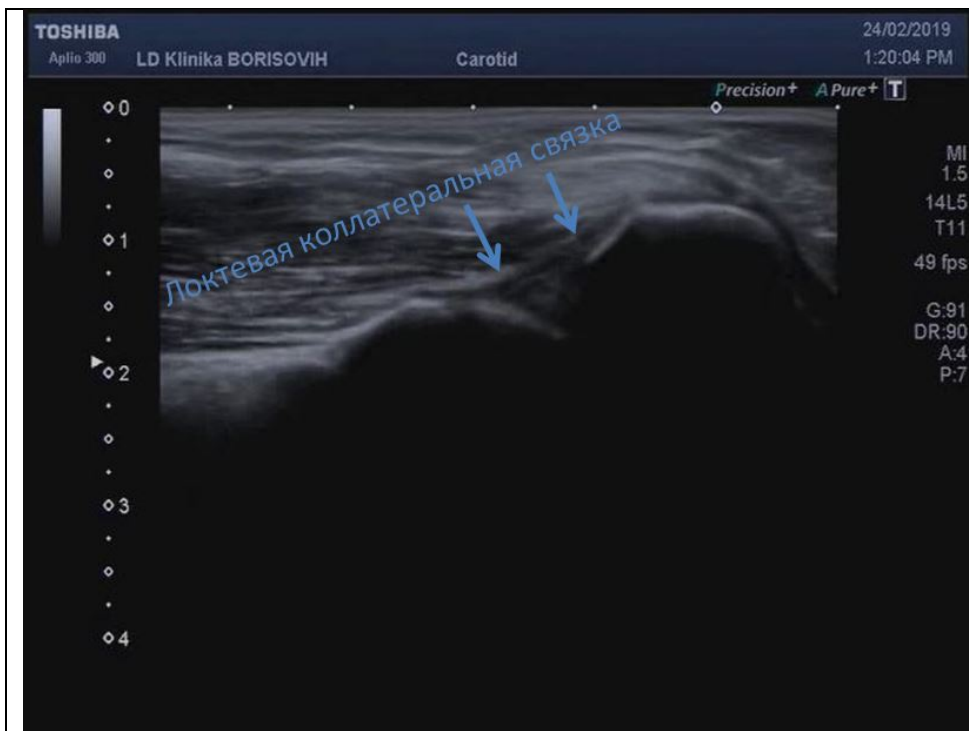 TOSHIBA
Aplio 300 LD Klinika BORISOVIH Carotid
24/02/2019
1:20:04 PM
Precision+ A Pure+ T
0
1
2
3
4
Локтевая коллатеральная связка
MI
1.5
14L5
T11
49 fps
G:91
DR:90
A:4
P:7